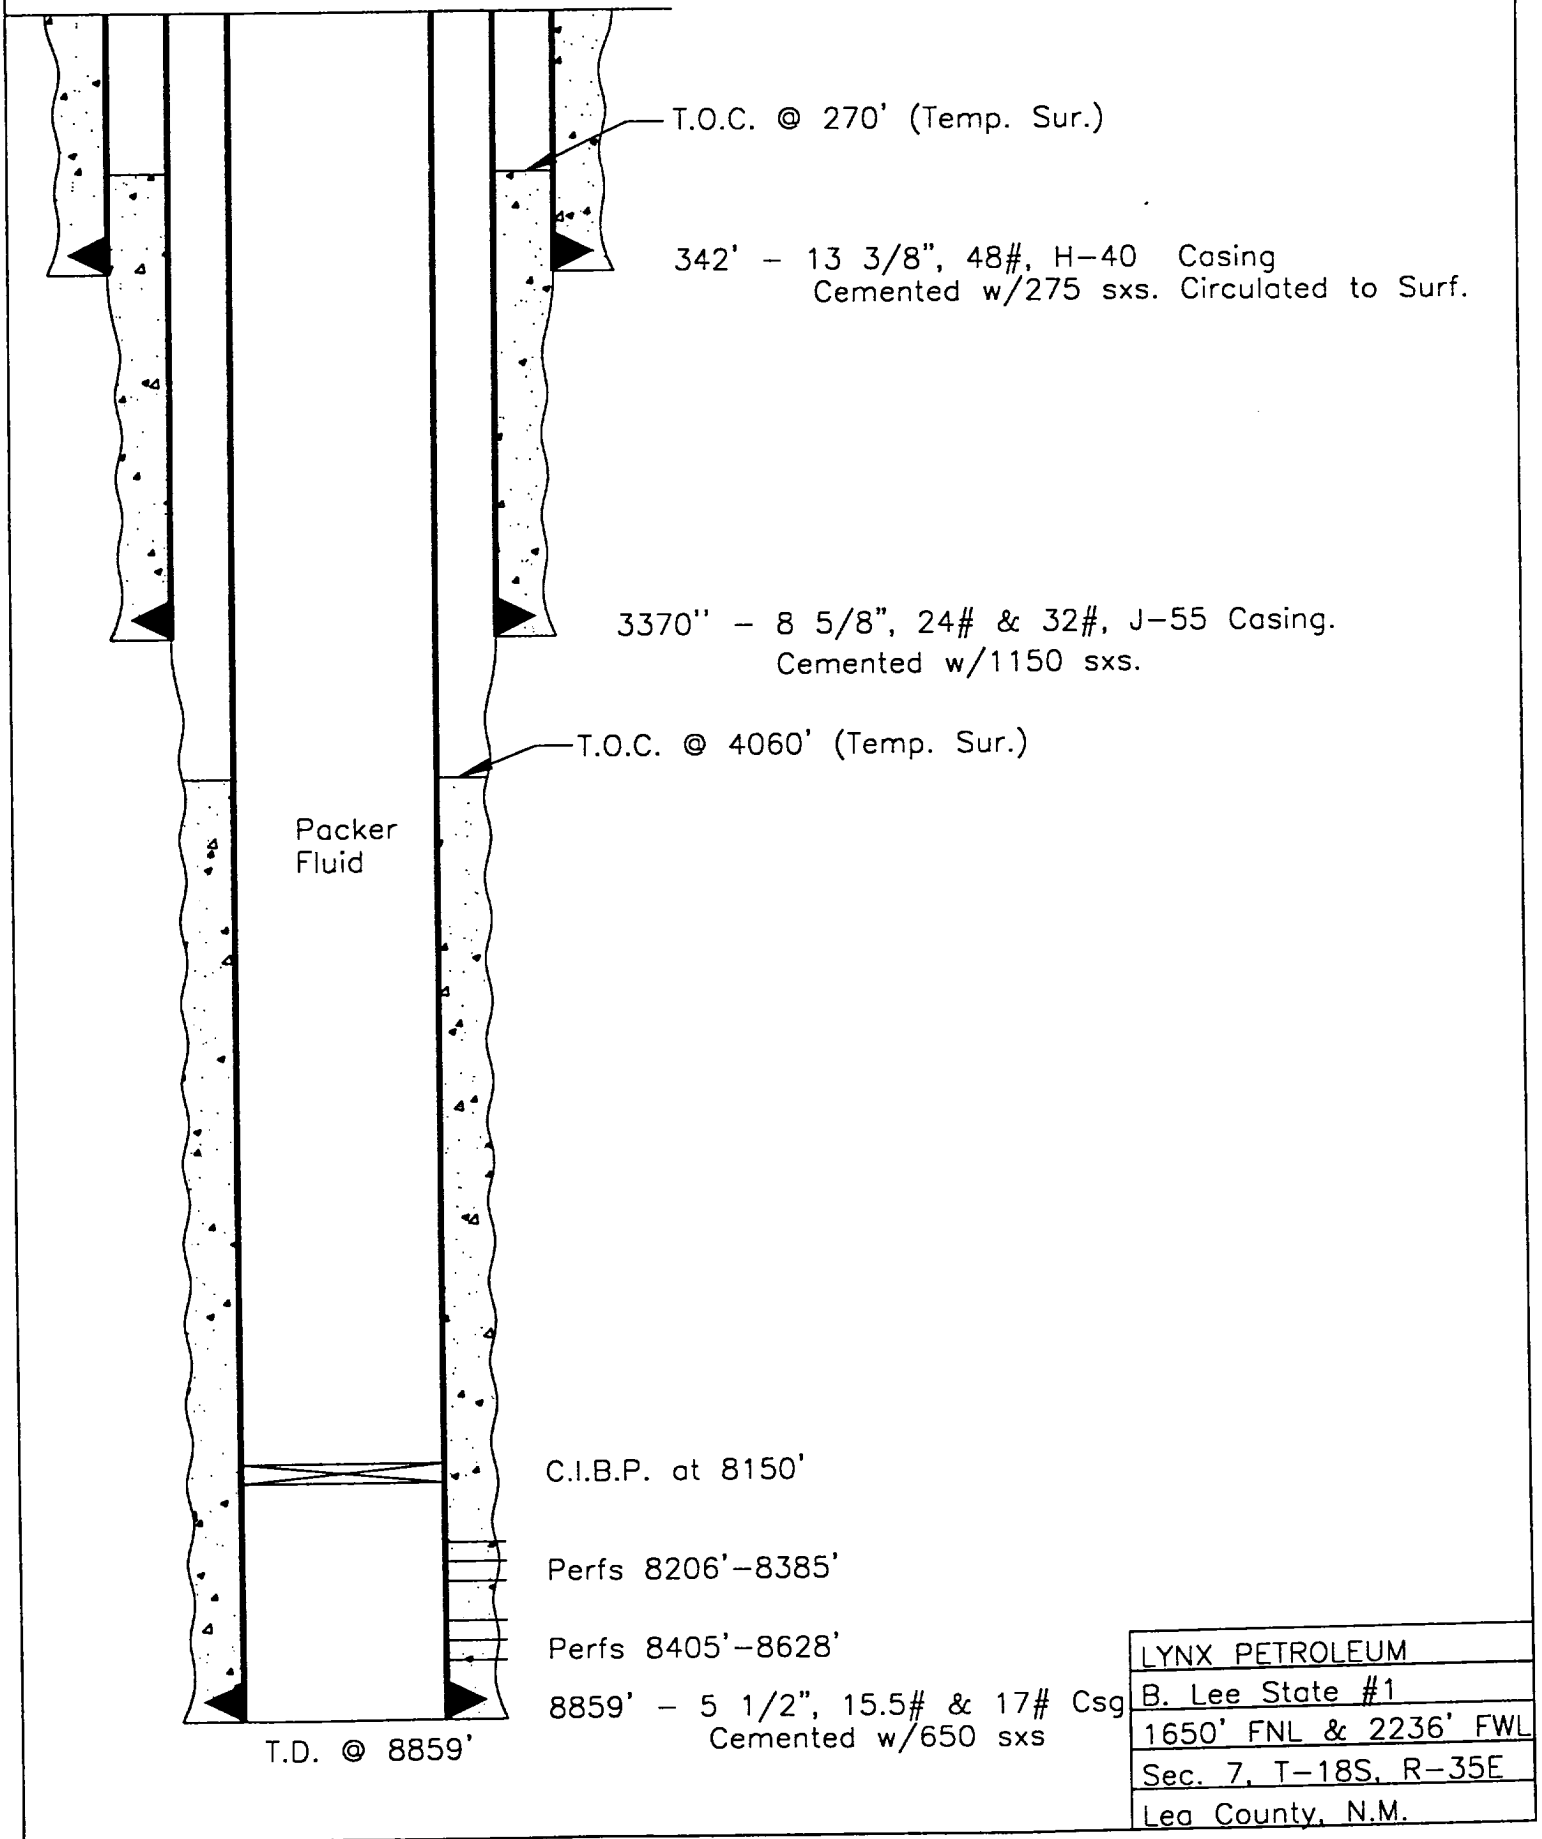 T.O.C. @ 270' (Temp. Sur.)
342' - 13 3/8", 48#, H-40 Casing
Cemented w/275 sxs. Circulated to Surf.
3370'' - 8 5/8", 24# & 32#, J-55 Casing.
Cemented w/1150 sxs.
T.O.C. @ 4060' (Temp. Sur.)
Packer
Fluid
C.I.B.P. at 8150'
Perfs 8206'-8385'
Perfs 8405'-8628'
8859' - 5 1/2", 15.5# & 17# Csg
Cemented w/650 sxs
T.D. @ 8859'
LYNX PETROLEUM
B. Lee State #1
1650' FNL & 2236' FWL
Sec. 7, T-18S, R-35E
Lea County, N.M.